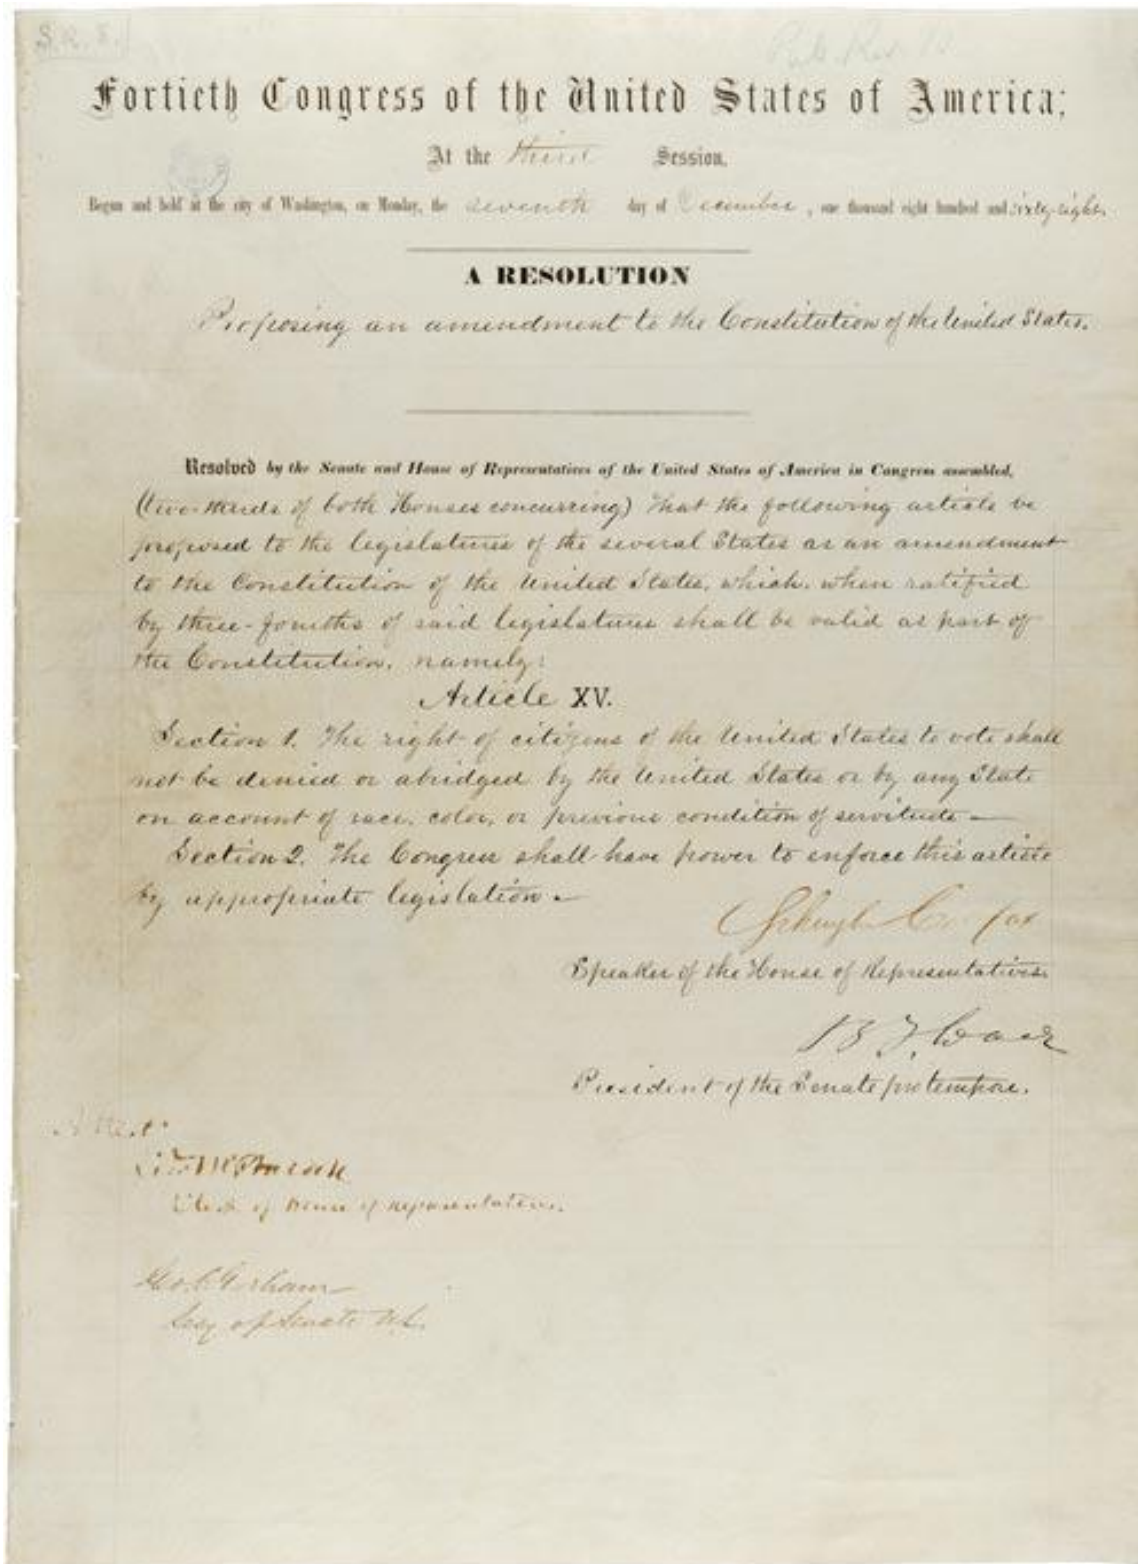 S.R.8.
Pub. Res.
Fortieth Congress of the United States of America;
At the third Session,
Begun and held at the city of Washington, on Monday, the seventh day of December, one thousand eight hundred and sixty-eight.
A RESOLUTION
Proposing an amendment to the Constitution of the United States.
Resolved by the Senate and House of Representatives of the United States of America in Congress assembled,
(two-thirds of both Houses concurring) That the following article be
proposed to the legislatures of the several States as an amendment
to the Constitution of the United States, which, when ratified
by three-fourths of said legislatures shall be valid as part of
the Constitution, namely:
Article XV.
Section 1. The right of citizens of the United States to vote shall
not be denied or abridged by the United States or by any State
on account of race, color, or previous condition of servitude—
Section 2. The Congress shall have power to enforce this article
by appropriate legislation—
Schuyler Colfax
Speaker of the House of Representatives.
B F Wade
President of the Senate pro tempore.
Attest:
Edwd McPherson
Clerk of House of Representatives.
Geo. C. Gorham
Secy of Senate U.S.